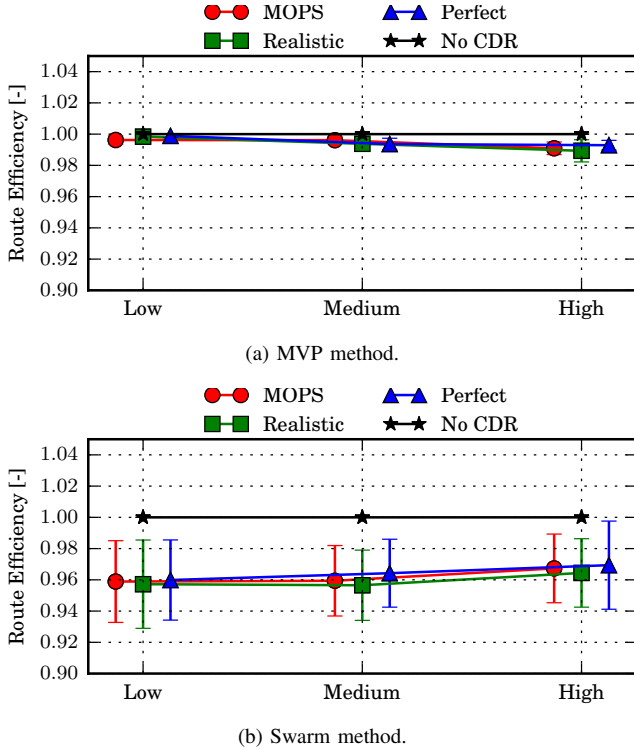 MOPS Perfect
Realistic No CDR
1.04
1.02
1.00
0.98
0.96
0.94
0.92
0.90
Route Efficiency [-]
Low Medium High
(a) MVP method.
MOPS Perfect
Realistic No CDR
1.04
1.02
1.00
0.98
0.96
0.94
0.92
0.90
Route Efficiency [-]
Low Medium High
(b) Swarm method.